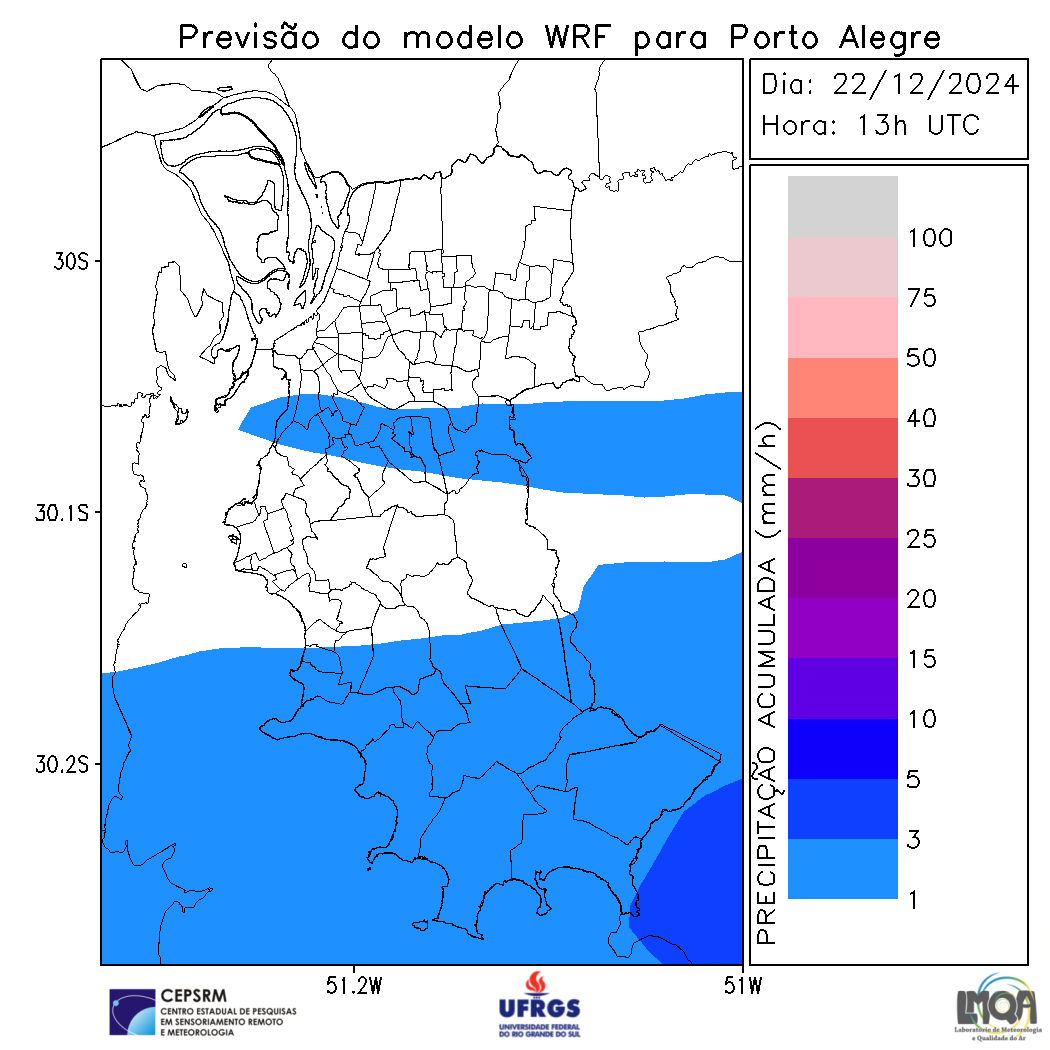 Previsão do modelo WRF para Porto Alegre
Dia: 22/12/2024
Hora: 13h UTC
30S
30.1S
30.2S
51.2W
51W
PRECIPITAÇÃO ACUMULADA (mm/h)
100
75
50
40
30
25
20
15
10
5
3
1
CEPSRM
CENTRO ESTADUAL DE PESQUISAS
EM SENSORIAMENTO REMOTO
E METEOROLOGIA
UFRGS
UNIVERSIDADE FEDERAL
DO RIO GRANDE DO SUL
LMQA
Laboratório de Meteorologia
e Qualidade do Ar